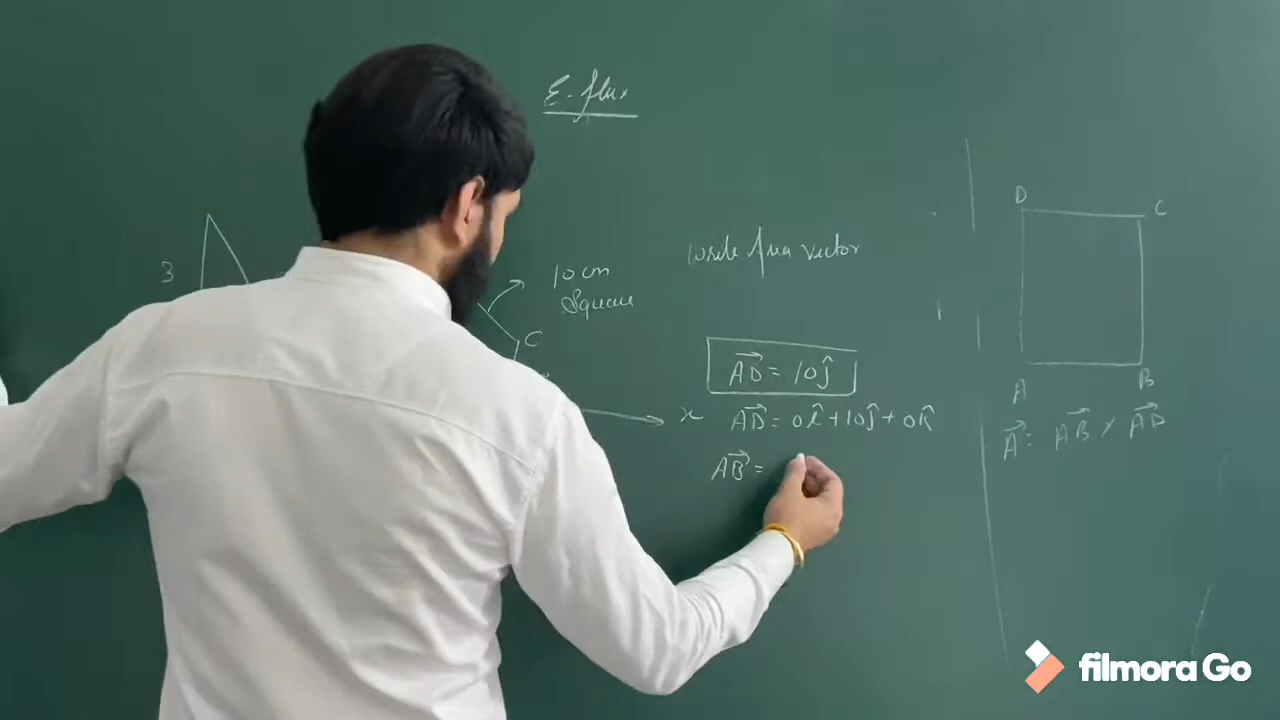 E-flux
D
C
3
10 cm
Square
C
write Area vector
AD⃗ = 10ĵ
x
AD⃗ = 0î + 10ĵ + 0k̂
AB⃗ =
A
B
A⃗ = AB⃗ × AD⃗
filmora Go